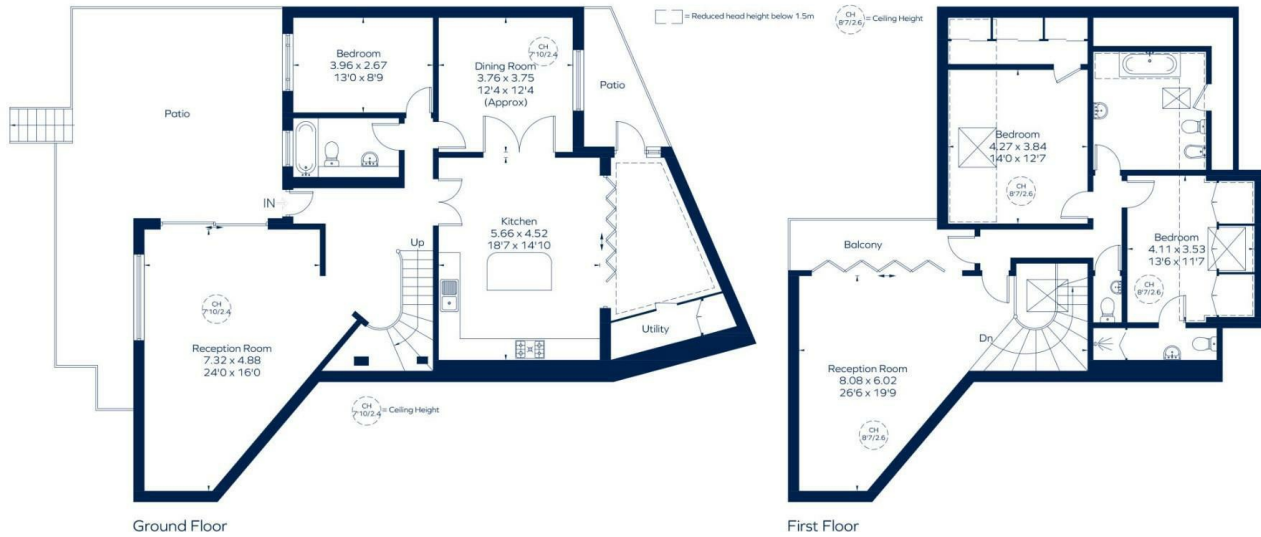 = Reduced head height below 1.5m
CH
8'7/2.6
= Ceiling Height
Bedroom
3.96 x 2.67
13'0 x 8'9
CH
7'10/2.4
Dining Room
3.76 x 3.75
12'4 x 12'4
(Approx)
Patio
Patio
IN
Up
Kitchen
5.66 x 4.52
18'7 x 14'10
CH
7'10/2.4
Reception Room
7.32 x 4.88
24'0 x 16'0
Utility
CH
7'10/2.4
= Ceiling Height
Ground Floor
Bedroom
4.27 x 3.84
14'0 x 12'7
CH
8'7/2.6
Balcony
Bedroom
4.11 x 3.53
13'6 x 11'7
CH
8'7/2.6
Dn
Reception Room
8.08 x 6.02
26'6 x 19'9
CH
8'7/2.6
First Floor